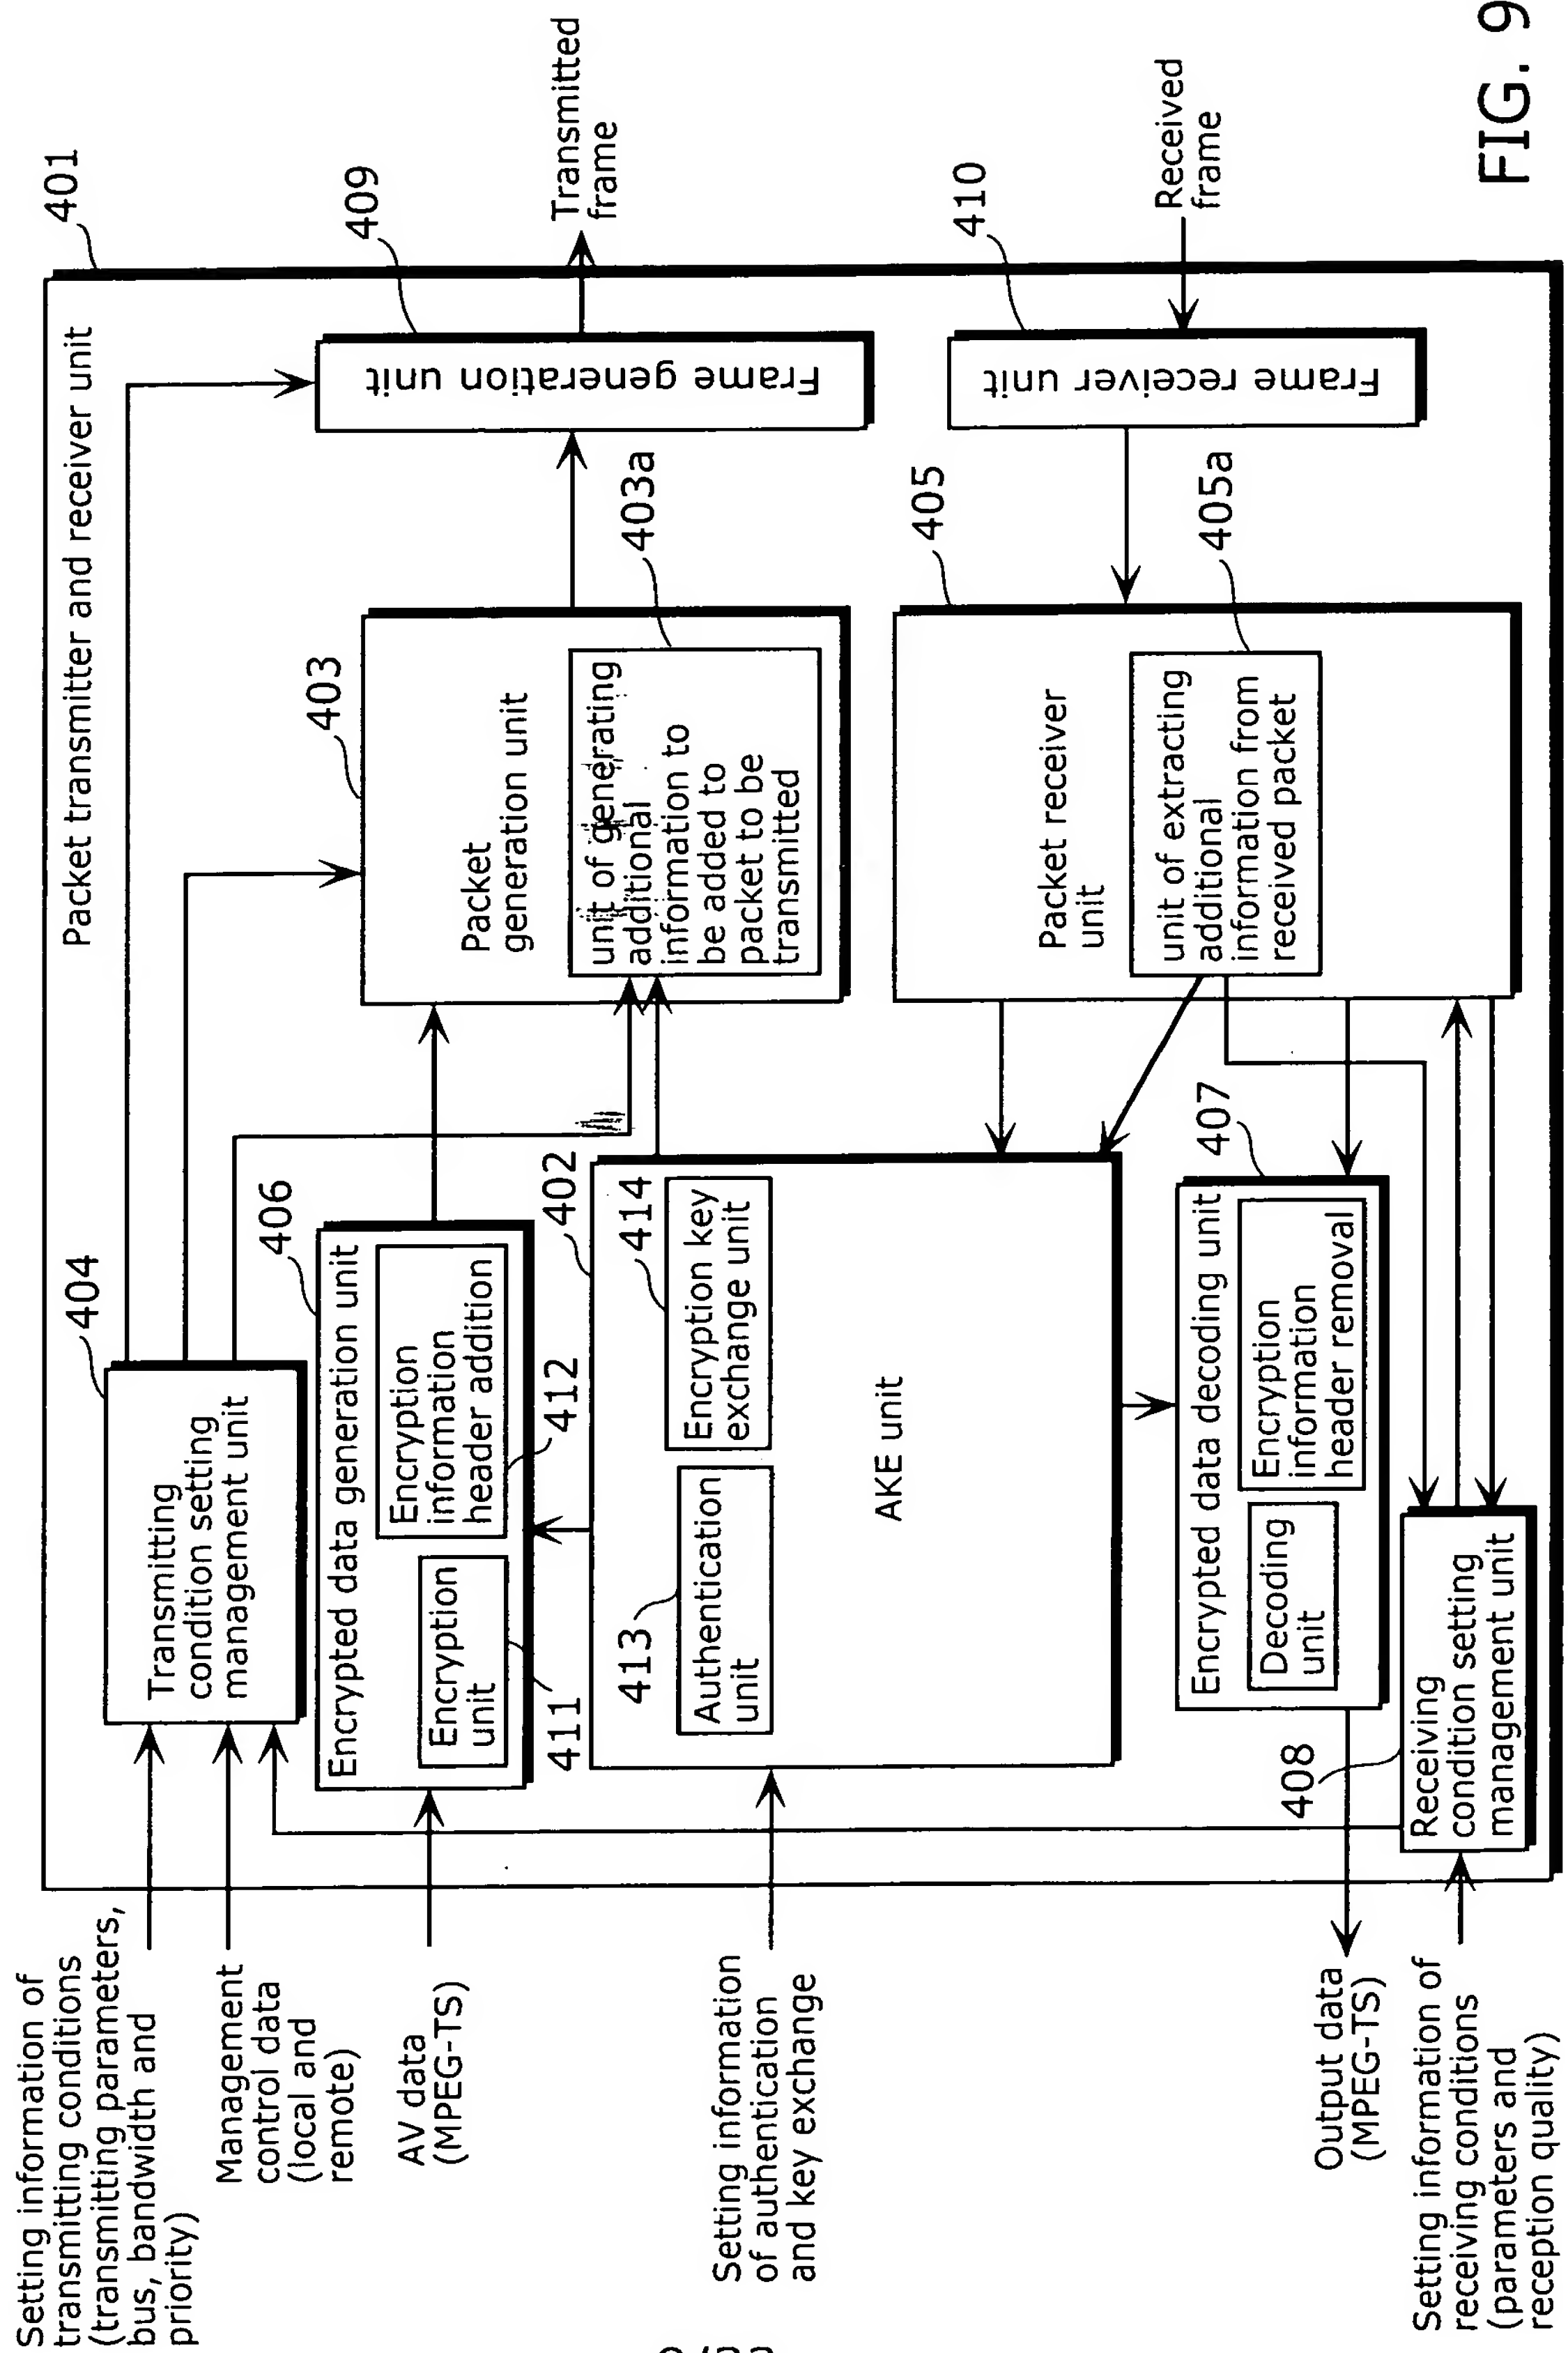 Packet transmitter and receiver unit
401
Setting information of
transmitting conditions
(transmitting parameters,
bus, bandwidth and
priority)
Management
control data
(local and
remote)
AV data
(MPEG-TS)
Setting information
of authentication
and key exchange
Output data
(MPEG-TS)
Setting information of
receiving conditions
(parameters and
reception quality)
404
Transmitting
condition setting
management unit
406
Encrypted data generation unit
Encryption
unit
411
Encryption
information
header addition
412
402
413
Authentication
unit
414
Encryption key
exchange unit
AKE unit
407
Encrypted data decoding unit
Decoding
unit
Encryption
information
header removal
408
Receiving
condition setting
management unit
403
Packet
generation unit
403a
unit of generating
additional
information to
be added to
packet to be
transmitted
405
Packet receiver
unit
405a
unit of extracting
additional
information from
received packet
409
Frame generation unit
410
Frame receiver unit
Transmitted
frame
Received
frame
FIG. 9